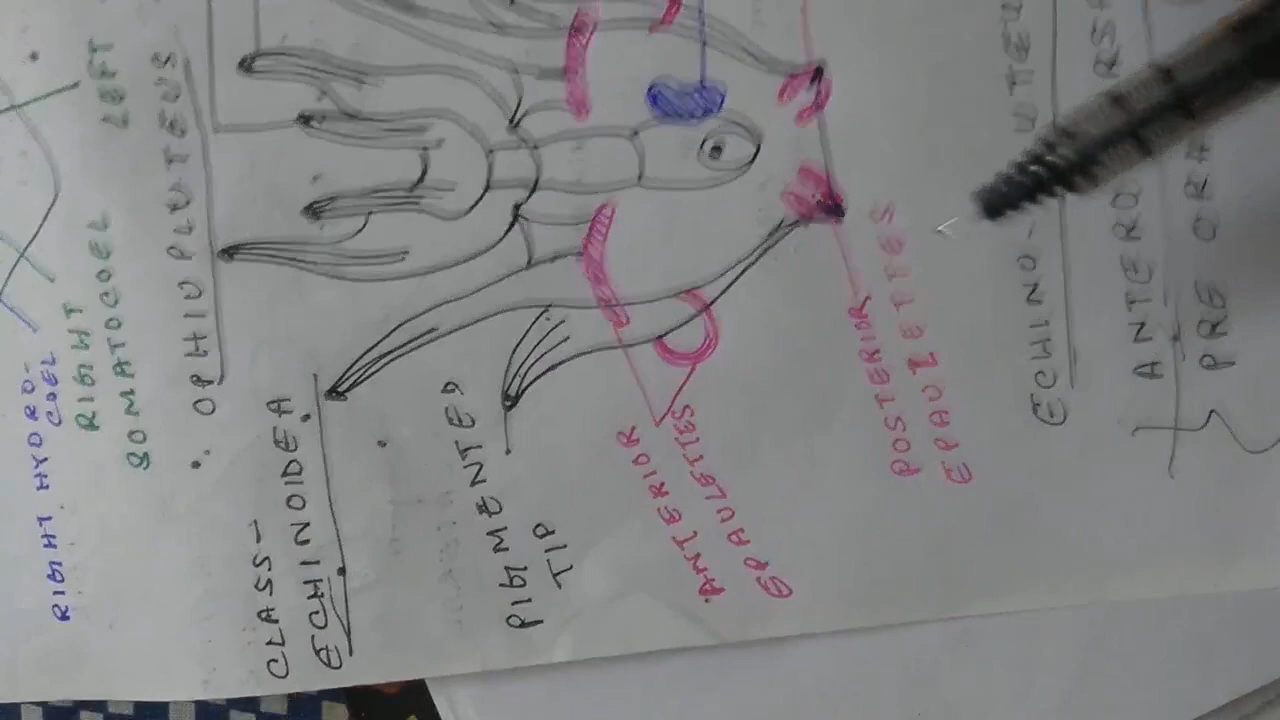 RIGHT HYDRO-
COEL
RIGHT
SOMATOCOEL
LEFT
OPHIOPLUTEUS
CLASS-
ECHINOIDEA
PIGMENTED
TIP
ANTERIOR
EPAULETTES
POSTERIOR
EPAULETTES
ECHINO-
ANTERO
PRE ORA